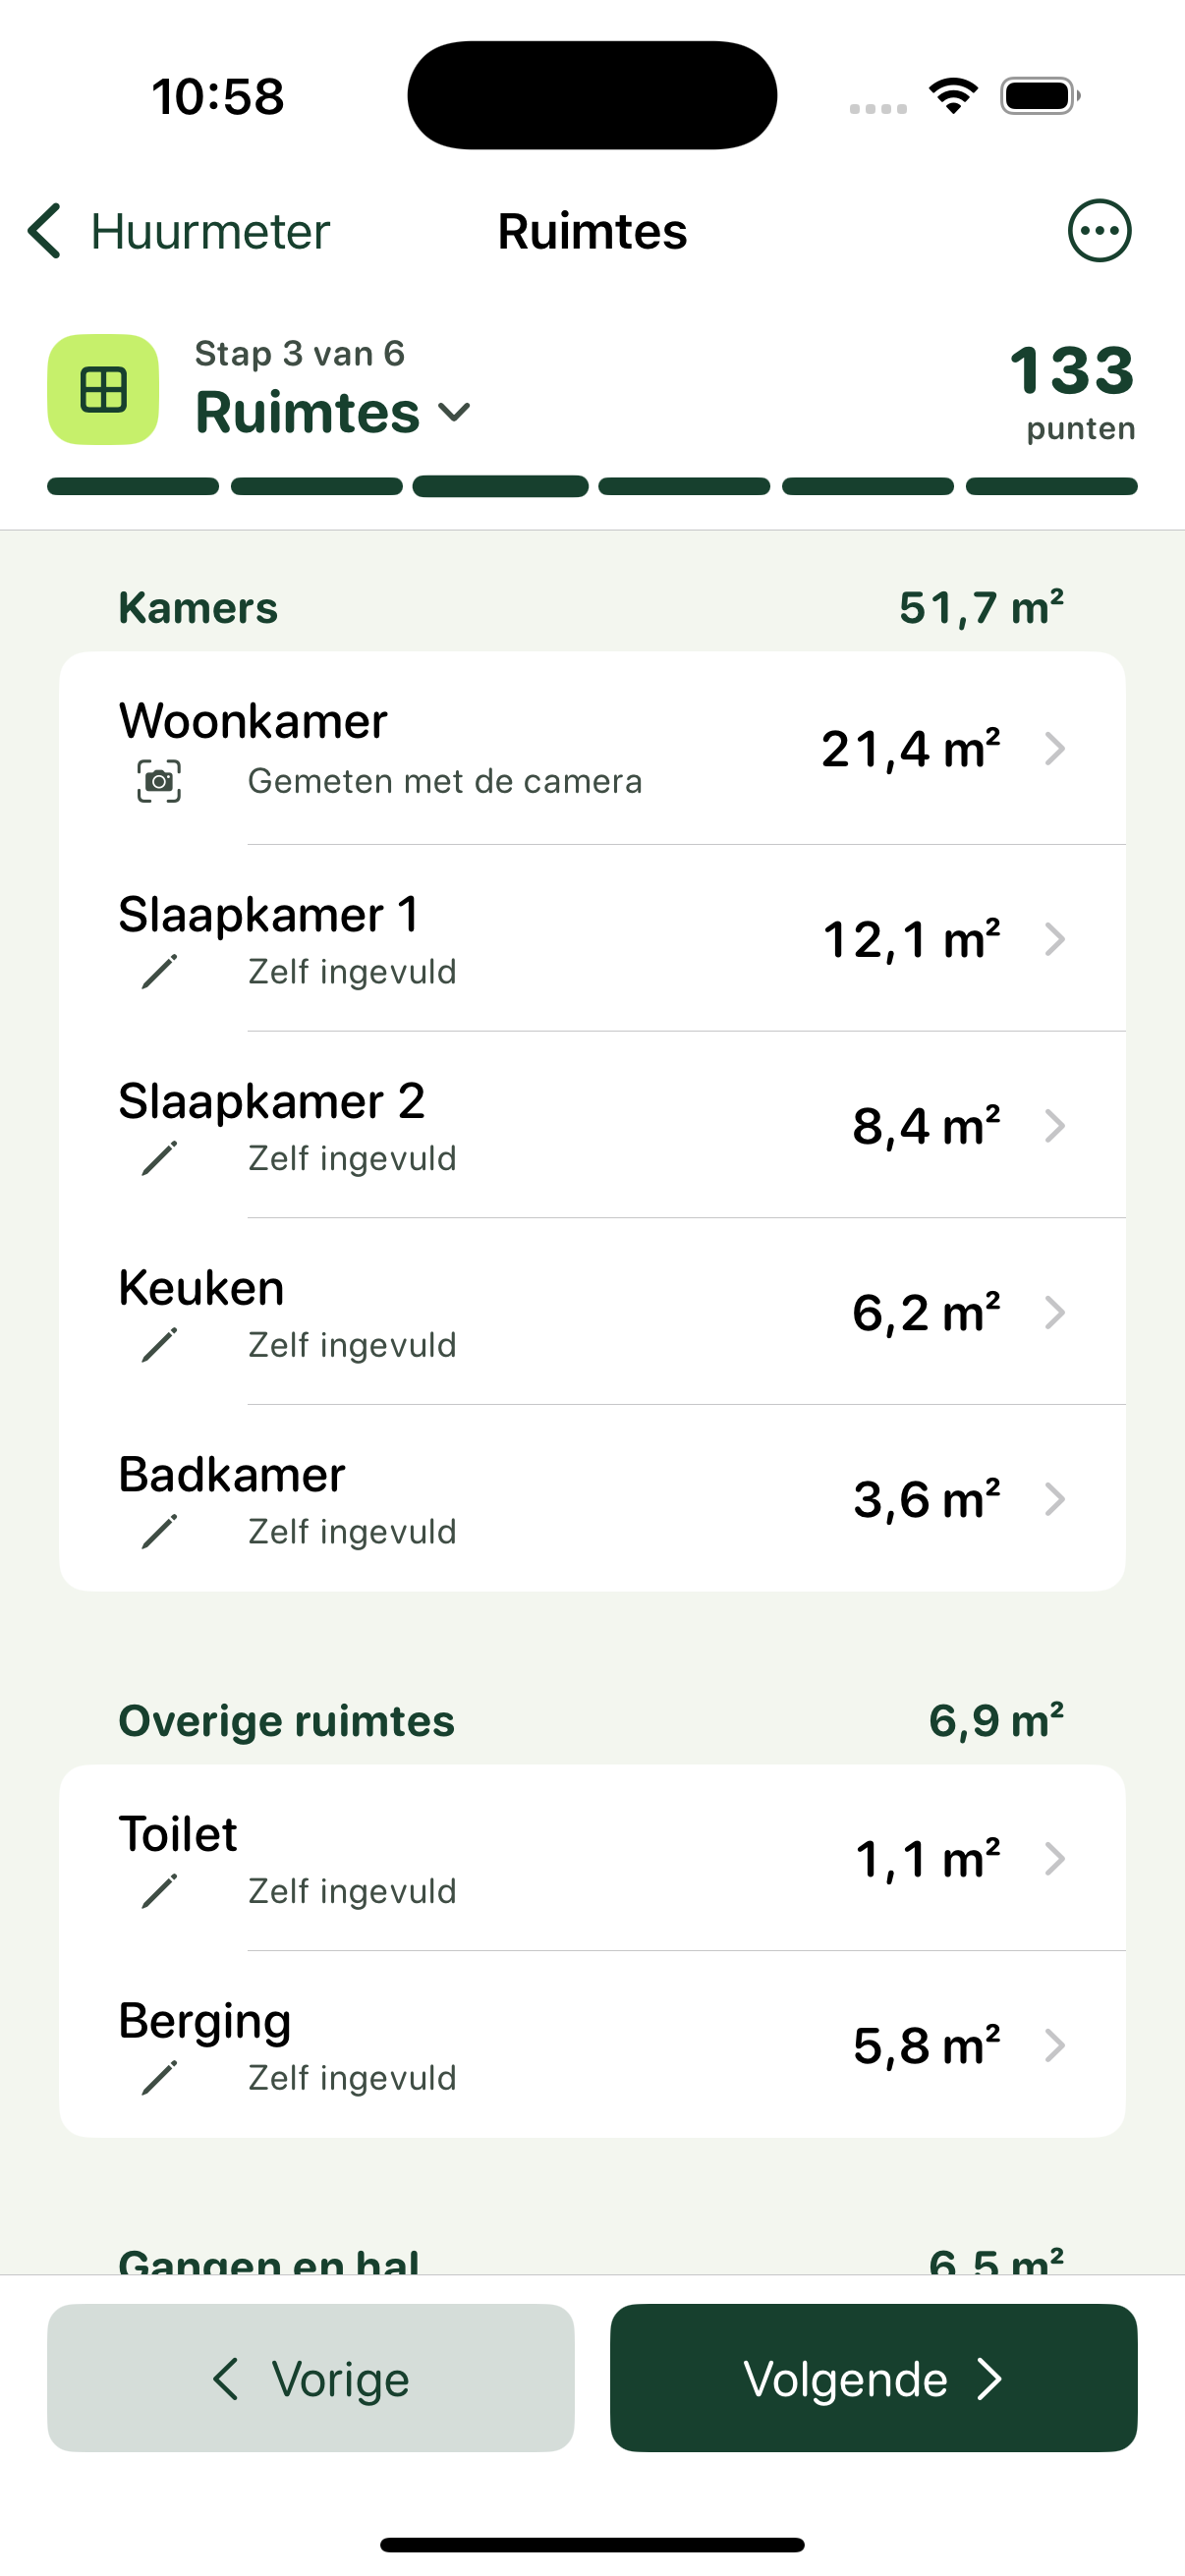 10:58
Huurmeter
Ruimtes
Stap 3 van 6
Ruimtes
133
punten
Kamers
51,7 m²
Woonkamer
Gemeten met de camera
21,4 m²
Slaapkamer 1
Zelf ingevuld
12,1 m²
Slaapkamer 2
Zelf ingevuld
8,4 m²
Keuken
Zelf ingevuld
6,2 m²
Badkamer
Zelf ingevuld
3,6 m²
Overige ruimtes
6,9 m²
Toilet
Zelf ingevuld
1,1 m²
Berging
Zelf ingevuld
5,8 m²
Gangen en hal
6,5 m²
Vorige
Volgende